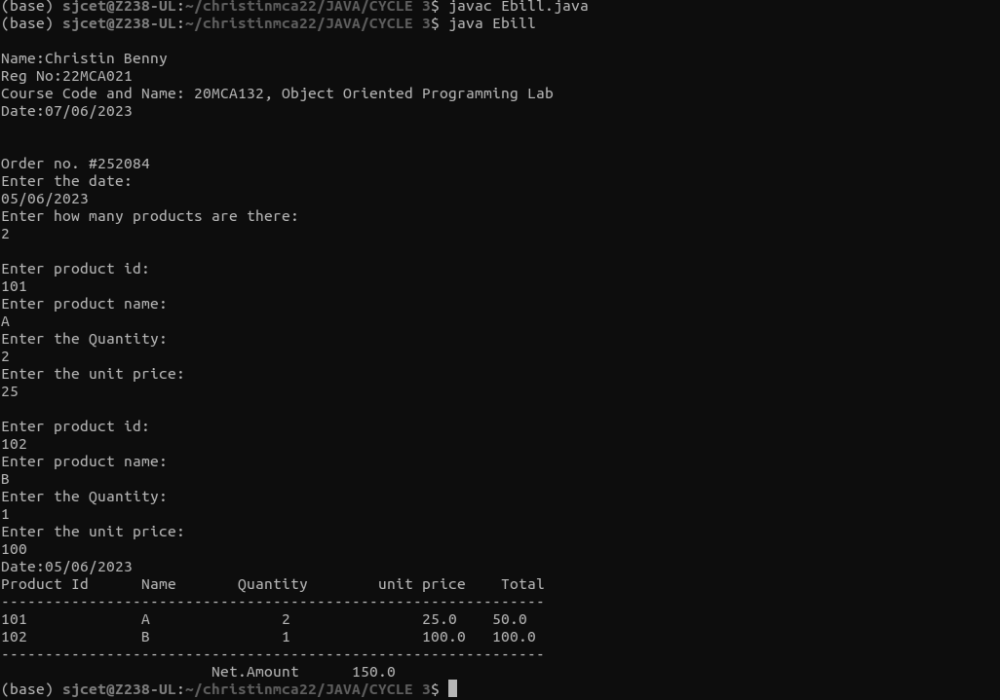 (base) sjcet@Z238-UL:~/christinmca22/JAVA/CYCLE 3$ javac Ebill.java
(base) sjcet@Z238-UL:~/christinmca22/JAVA/CYCLE 3$ java Ebill
Name:Christin Benny
Reg No:22MCA021
Course Code and Name: 20MCA132, Object Oriented Programming Lab
Date:07/06/2023
Order no. #252084
Enter the date:
05/06/2023
Enter how many products are there:
2
Enter product id:
101
Enter product name:
A
Enter the Quantity:
2
Enter the unit price:
25
Enter product id:
102
Enter product name:
B
Enter the Quantity:
1
Enter the unit price:
100
Date:05/06/2023
Product Id      Name       Quantity        unit price    Total
--------------------------------------------------------------
101             A               2               25.0    50.0
102             B               1               100.0   100.0
--------------------------------------------------------------
                        Net.Amount      150.0
(base) sjcet@Z238-UL:~/christinmca22/JAVA/CYCLE 3$